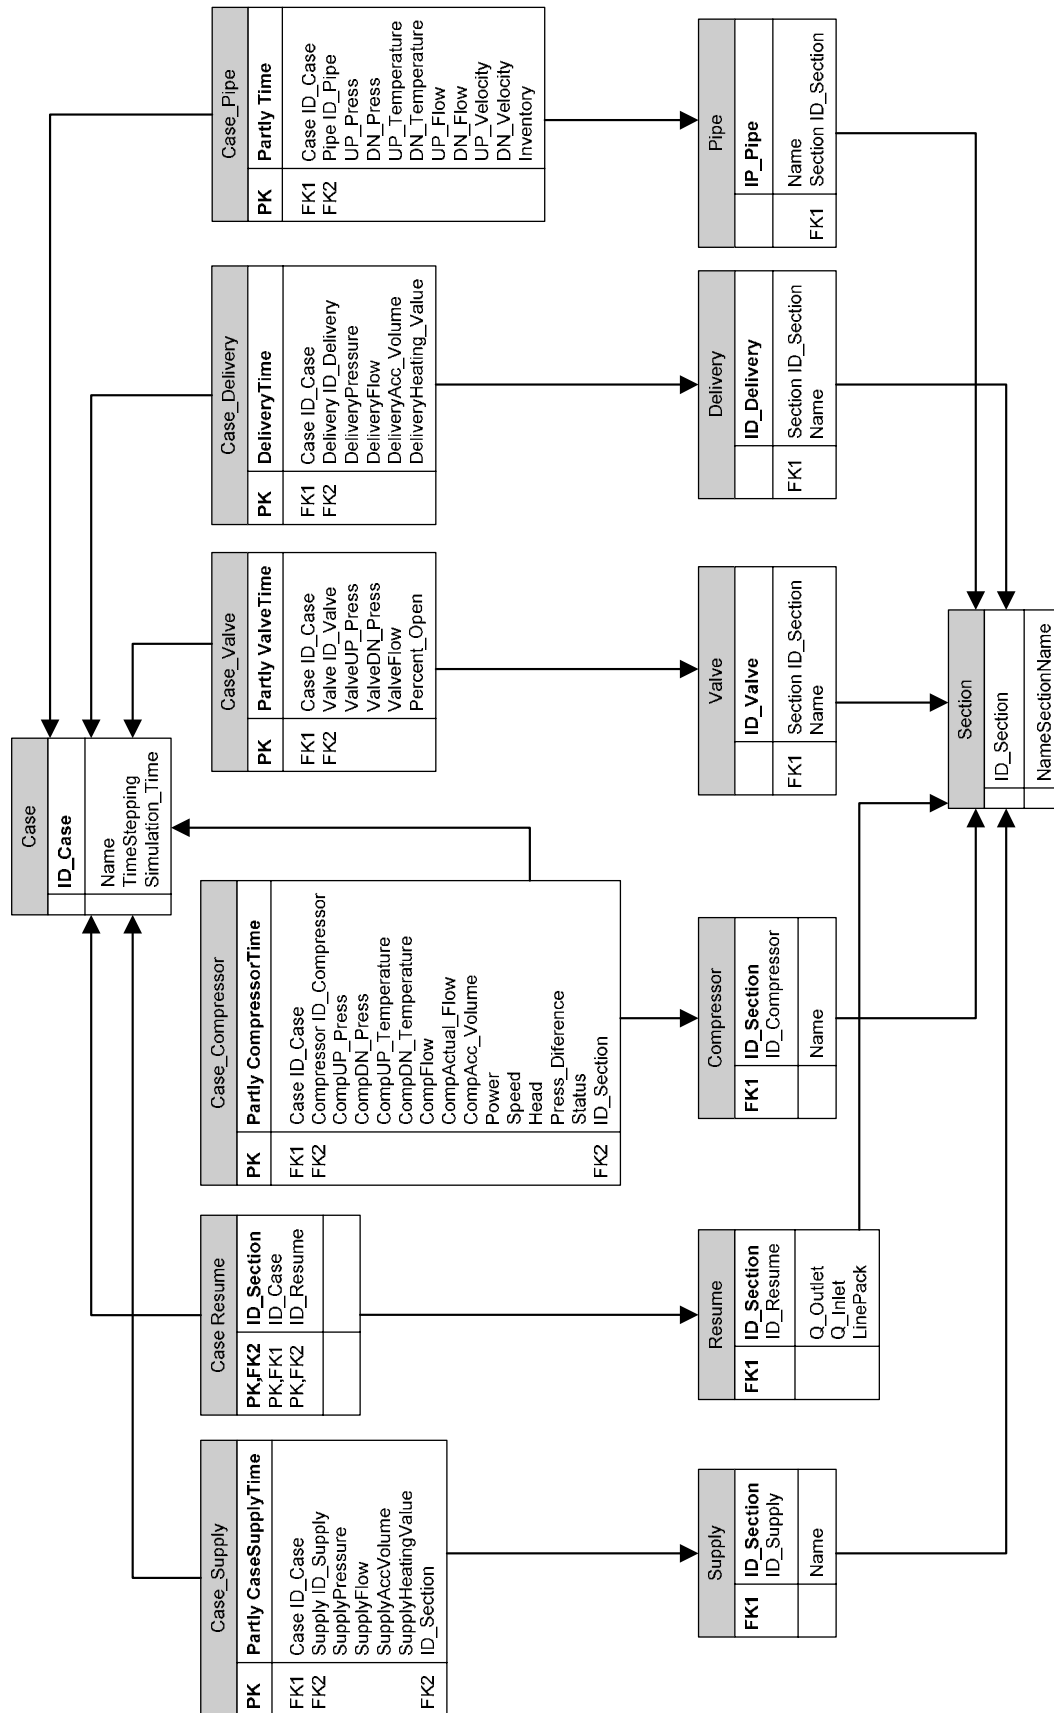 Case
ID_Case
Name
TimeStepping
Simulation_Time
Case_Supply
PK Partly CaseSupplyTime
FK1 Case ID_Case
FK2 Supply ID_Supply
SupplyPressure
SupplyFlow
SupplyAccVolume
SupplyHeatingValue
FK2 ID_Section
Case Resume
PK,FK2 ID_Section
PK,FK1 ID_Case
PK,FK2 ID_Resume
Case_Compressor
PK Partly CompressorTime
FK1 Case ID_Case
FK2 Compressor ID_Compressor
CompUP_Press
CompDN_Press
CompUP_Temperature
CompDN_Temperature
CompFlow
CompActual_Flow
CompAcc_Volume
Power
Speed
Head
Press_Diference
Status
FK2 ID_Section
Case_Valve
PK Partly ValveTime
FK1 Case ID_Case
FK2 Valve ID_Valve
ValveUP_Press
ValveDN_Press
ValveFlow
Percent_Open
Case_Delivery
PK DeliveryTime
FK1 Case ID_Case
FK2 Delivery ID_Delivery
DeliveryPressure
DeliveryFlow
DeliveryAcc_Volume
DeliveryHeating_Value
Case_Pipe
PK Partly Time
FK1 Case ID_Case
FK2 Pipe ID_Pipe
UP_Press
DN_Press
UP_Temperature
DN_Temperature
UP_Flow
DN_Flow
UP_Velocity
DN_Velocity
Inventory
Supply
FK1 ID_Section
ID_Supply
Name
Resume
FK1 ID_Section
ID_Resume
Q_Outlet
Q_Inlet
LinePack
Compressor
FK1 ID_Section
ID_Compressor
Name
Valve
ID_Valve
FK1 Section ID_Section
Name
Delivery
ID_Delivery
FK1 Section ID_Section
Name
Pipe
IP_Pipe
Name
FK1 Section ID_Section
Section
ID_Section
NameSectionName